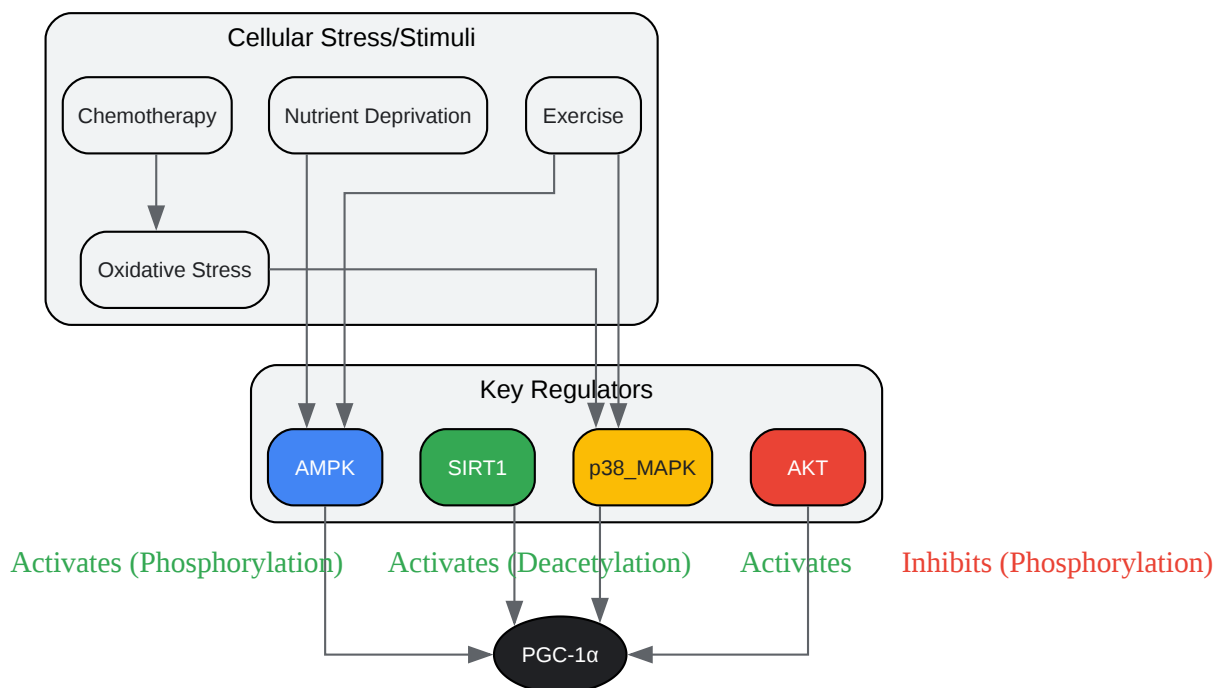 Cellular Stress/Stimuli
Chemotherapy
Nutrient Deprivation
Exercise
Oxidative Stress
Key Regulators
AMPK
SIRT1
p38_MAPK
AKT
Activates (Phosphorylation)
Activates (Deacetylation)
Activates
Inhibits (Phosphorylation)
PGC-1α